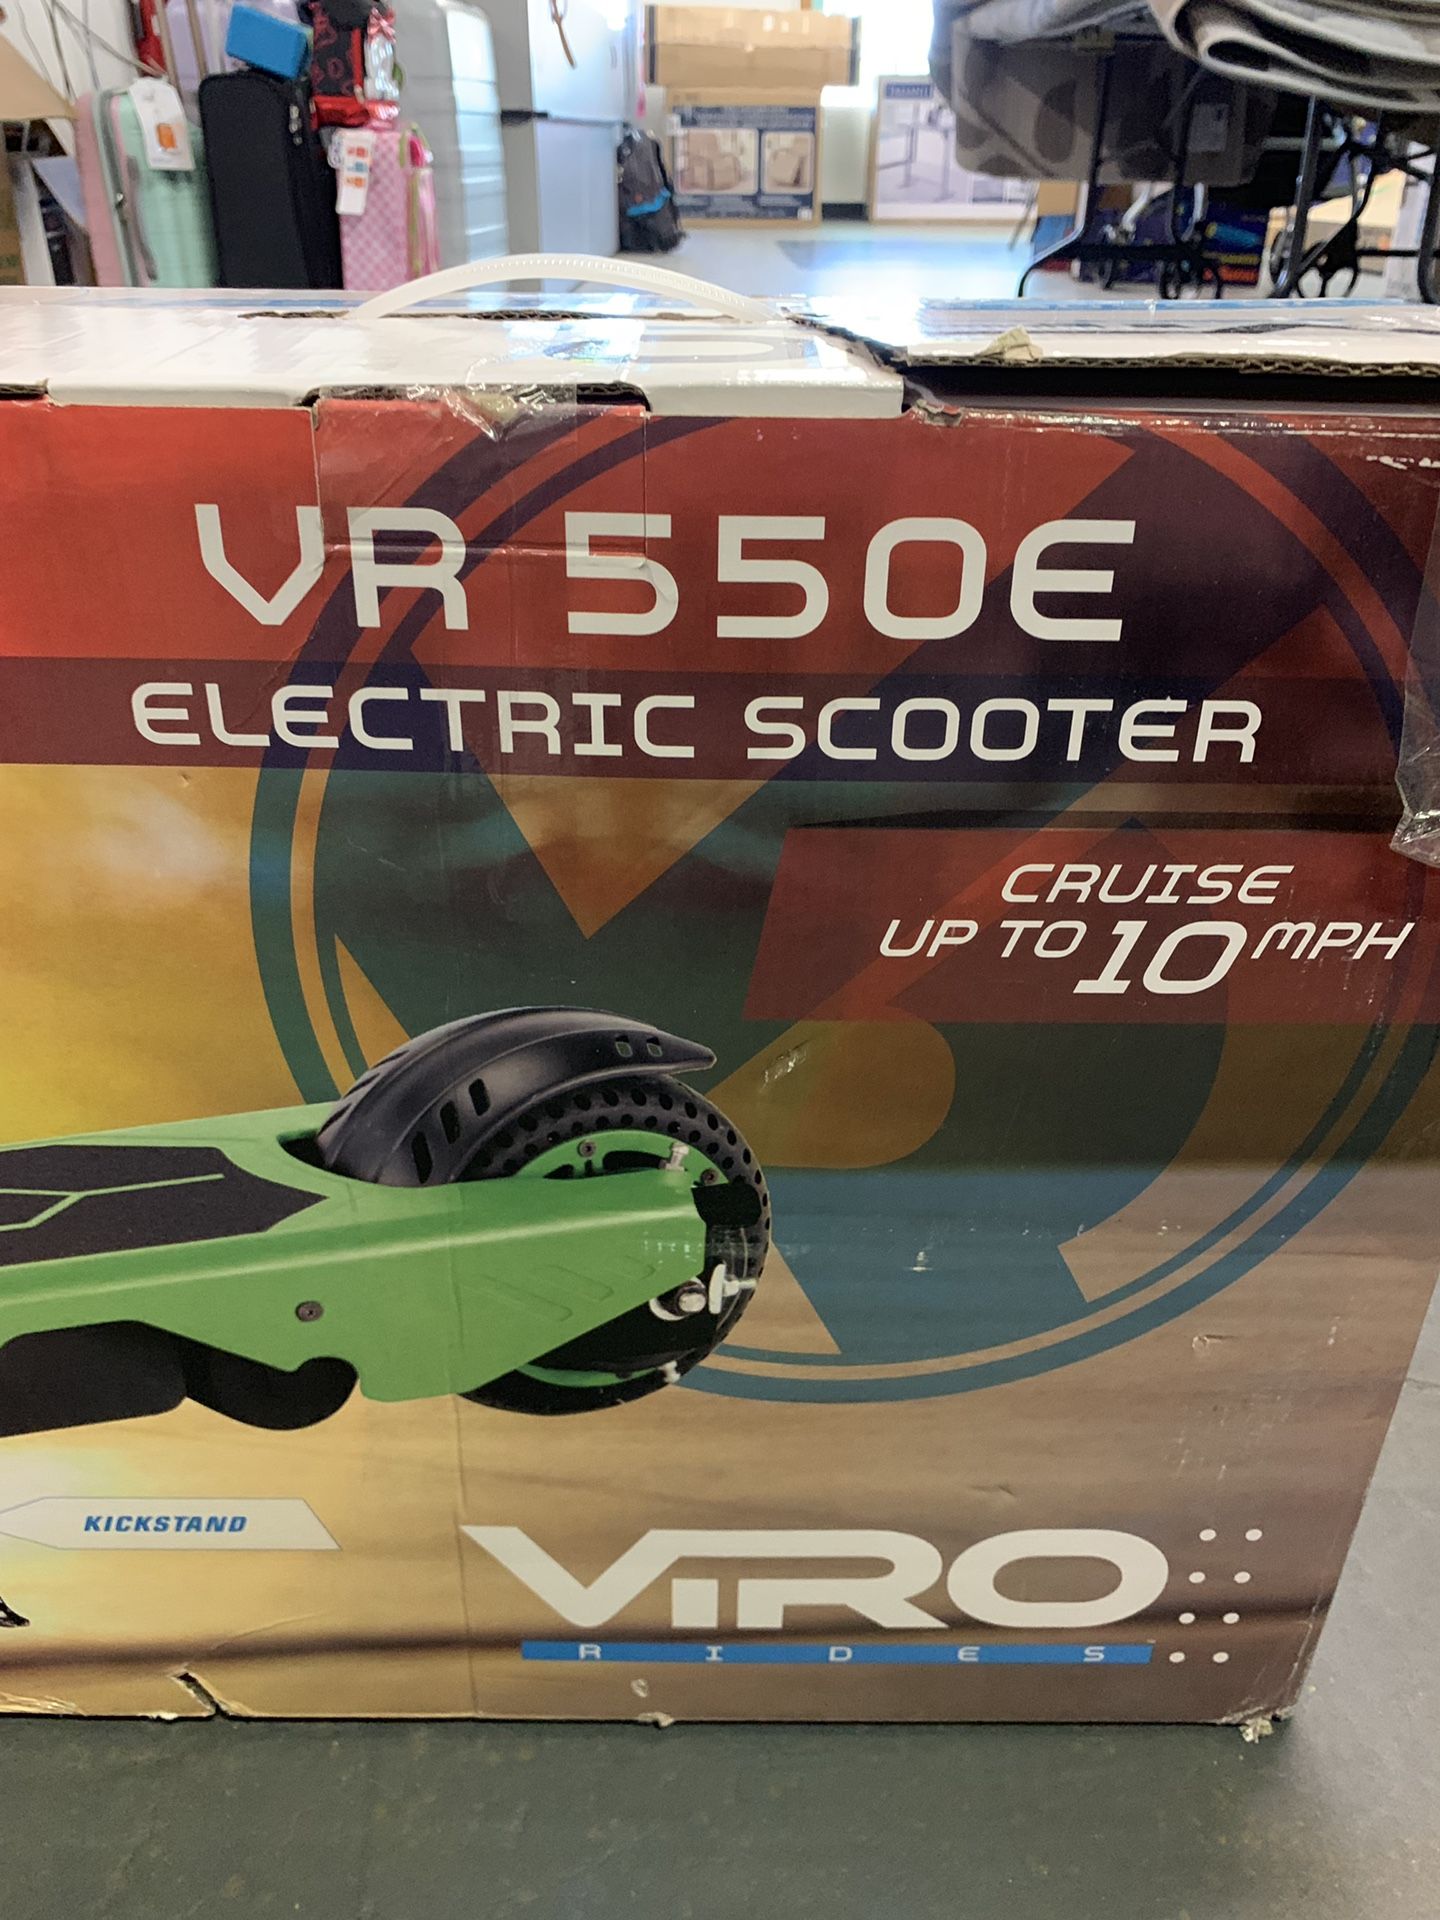 VR 550E
ELECTRIC SCOOTER
CRUISE
UP TO 10 MPH
KICKSTAND
VIRO
RIDES